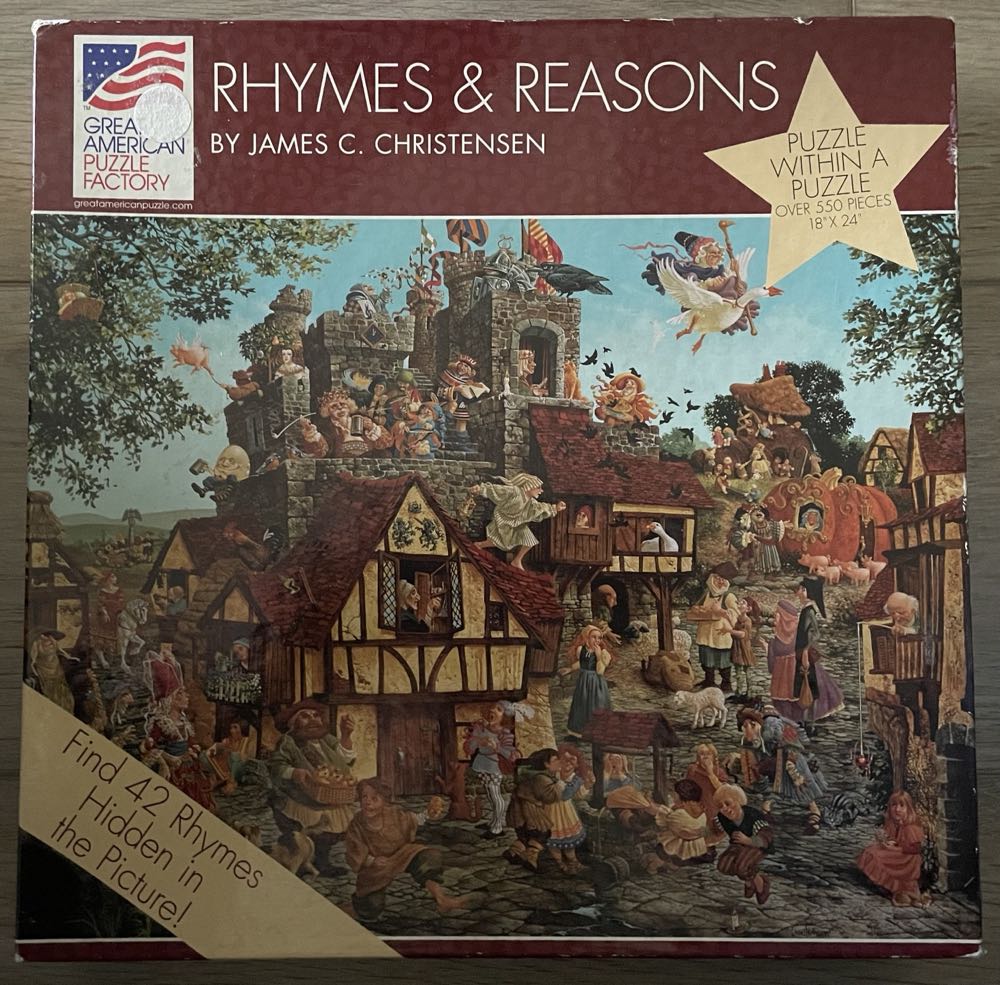 RHYMES & REASONS
BY JAMES C. CHRISTENSEN
TM
GREAT
AMERICAN
PUZZLE
FACTORY
greatamericanpuzzle.com
PUZZLE
WITHIN A
PUZZLE
OVER 550 PIECES
18" X 24"
Find 42 Rhymes
Hidden in
the Picture!